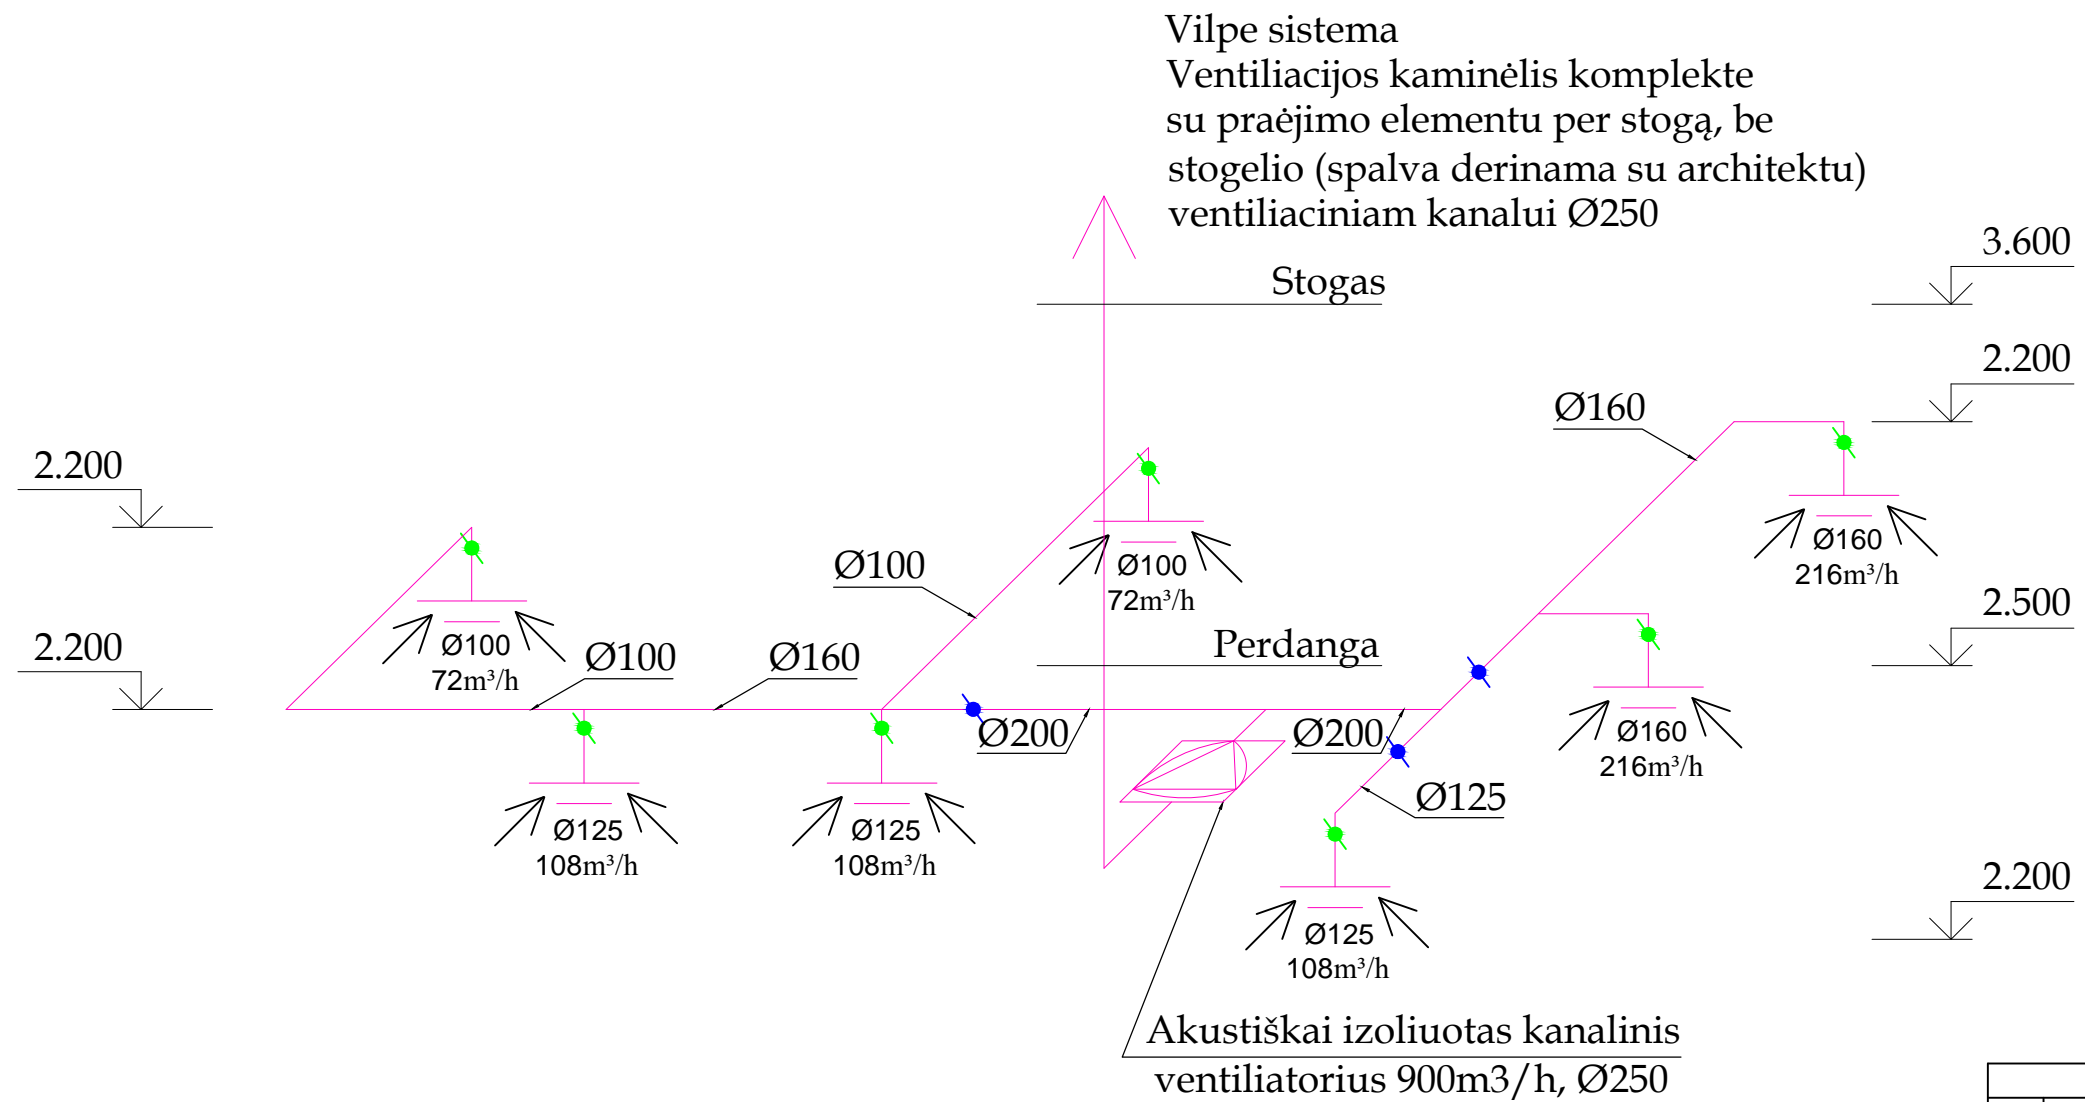 Vilpe sistema
Ventiliacijos kaminėlis komplekte
su praėjimo elementu per stogą, be
stogelio (spalva derinama su architektu)
ventiliaciniam kanalui Ø250
3.600
Stogas
2.200
Ø160
2.200
Ø160
216m³/h
Ø100
Ø100
72m³/h
2.500
2.200
Ø100
72m³/h
Ø100
Ø160
Perdanga
Ø200
Ø200
Ø160
216m³/h
Ø125
Ø125
108m³/h
Ø125
108m³/h
2.200
Ø125
108m³/h
Akustiškai izoliuotas kanalinis
ventiliatorius 900m3/h, Ø250